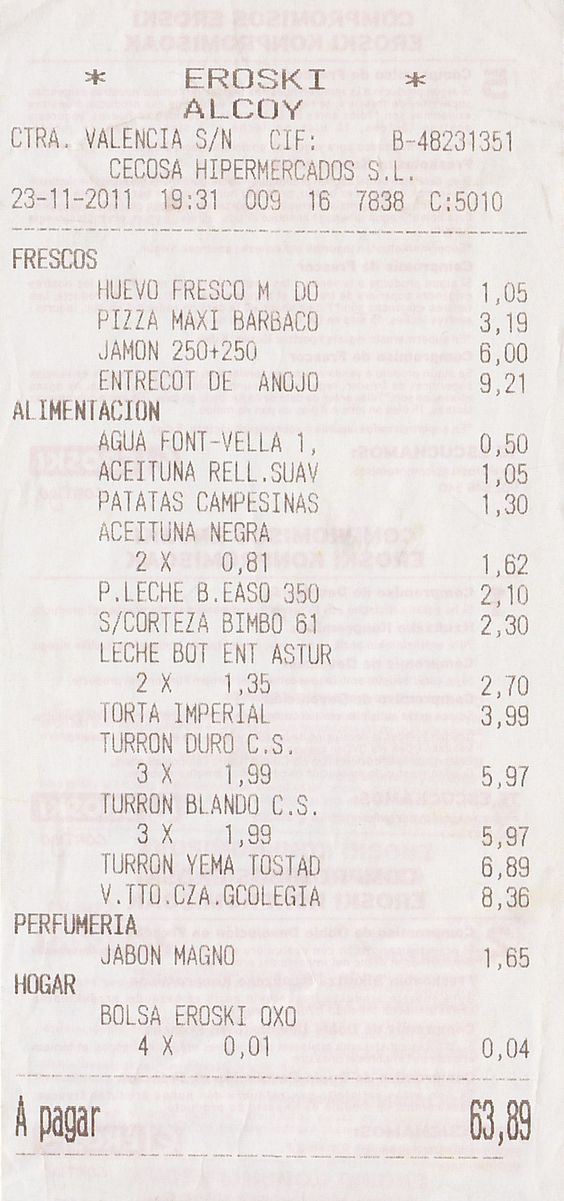 * EROSKI *
ALCOY
CTRA. VALENCIA S/N CIF: B-48231351
CECOSA HIPERMERCADOS S.L.
23-11-2011 19:31 009 16 7838 C:5010
FRESCOS
HUEVO FRESCO M DO 1,05
PIZZA MAXI BARBACO 3,19
JAMON 250+250 6,00
ENTRECOT DE ANOJO 9,21
ALIMENTACION
AGUA FONT-VELLA 1, 0,50
ACEITUNA RELL.SUAV 1,05
PATATAS CAMPESINAS 1,30
ACEITUNA NEGRA
2 X 0,81 1,62
P.LECHE B.EASO 350 2,10
S/CORTEZA BIMBO 61 2,30
LECHE BOT ENT ASTUR
2 X 1,35 2,70
TORTA IMPERIAL 3,99
TURRON DURO C.S.
3 X 1,99 5,97
TURRON BLANDO C.S.
3 X 1,99 5,97
TURRON YEMA TOSTAD 6,89
V.TTO.CZA.GCOLEGIA 8,36
PERFUMERIA
JABON MAGNO 1,65
HOGAR
BOLSA EROSKI OXO
4 X 0,01 0,04
A pagar 63,89